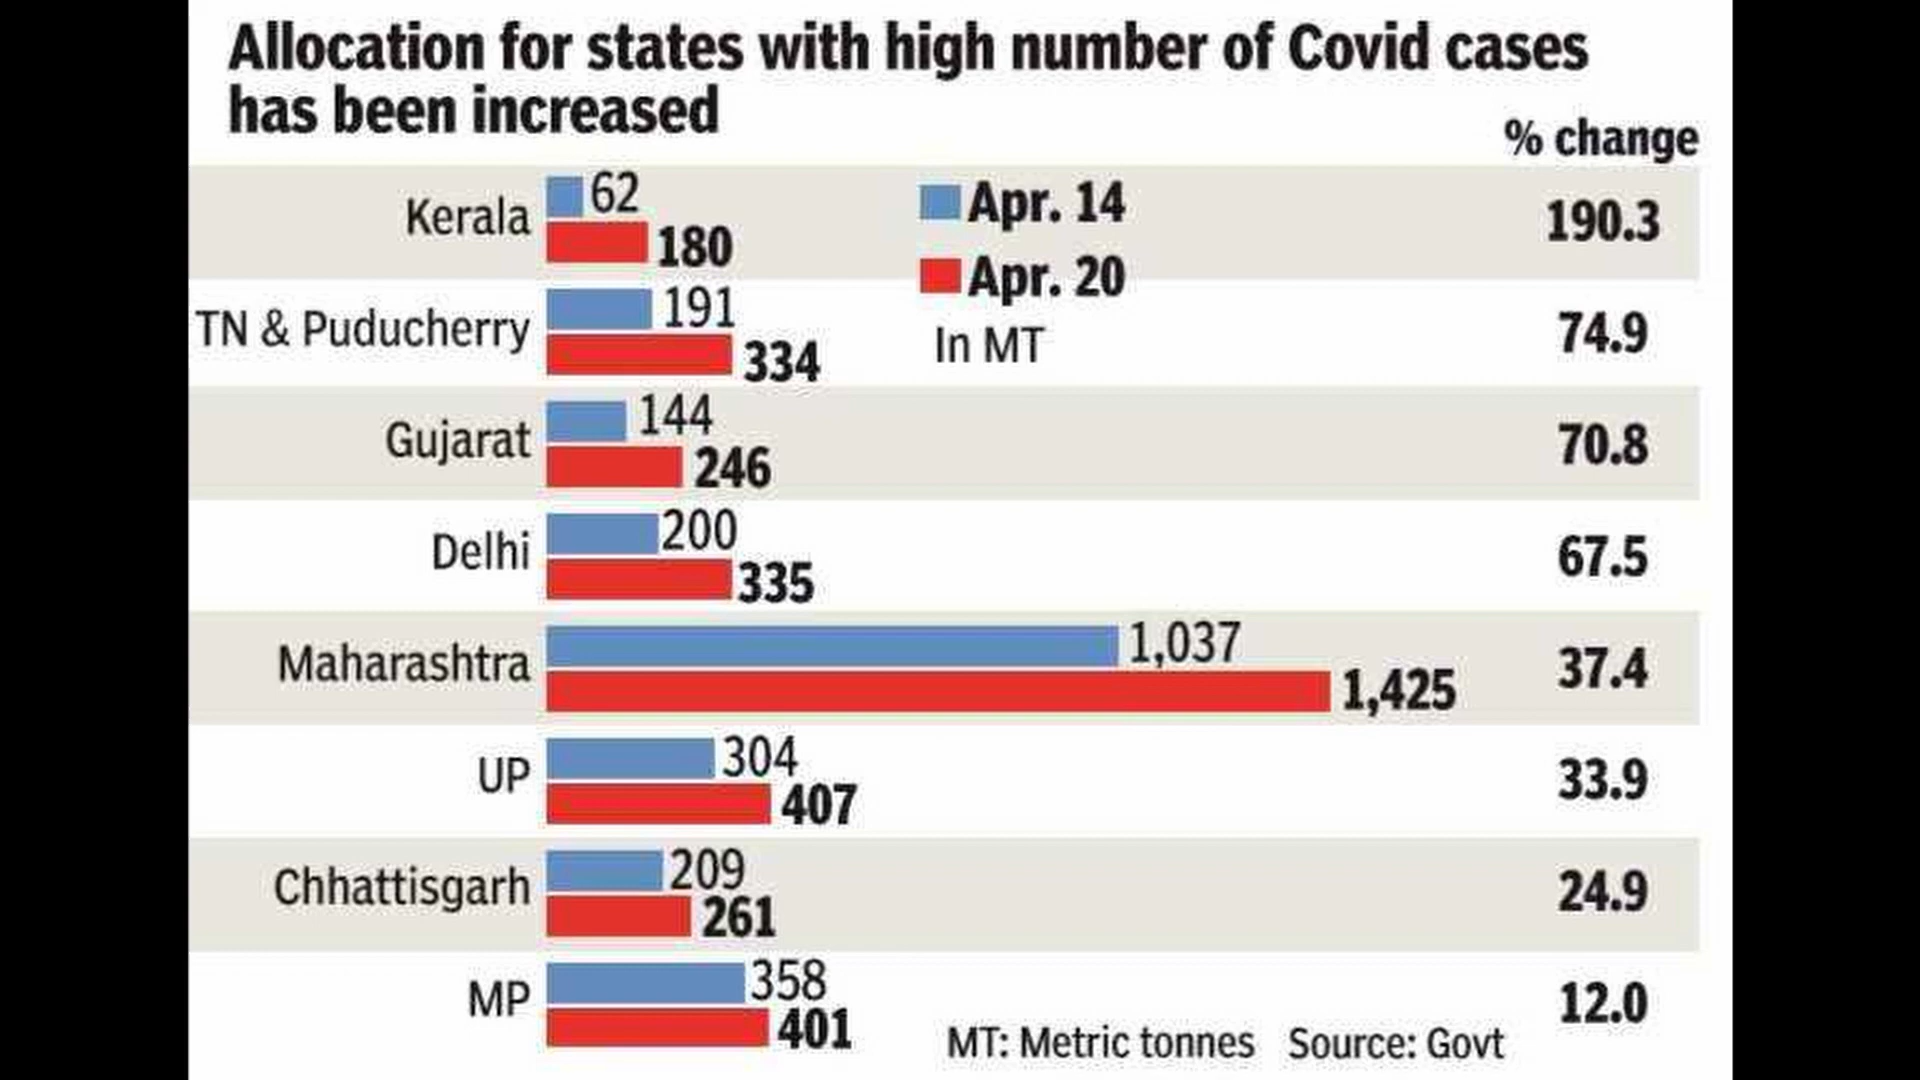 Allocation for states with high number of Covid cases
has been increased
% change
Kerala 62 180 190.3
Apr. 14
Apr. 20
In MT
TN & Puducherry 191 334 74.9
Gujarat 144 246 70.8
Delhi 200 335 67.5
Maharashtra 1,037 1,425 37.4
UP 304 407 33.9
Chhattisgarh 209 261 24.9
MP 358 401 12.0
MT: Metric tonnes Source: Govt